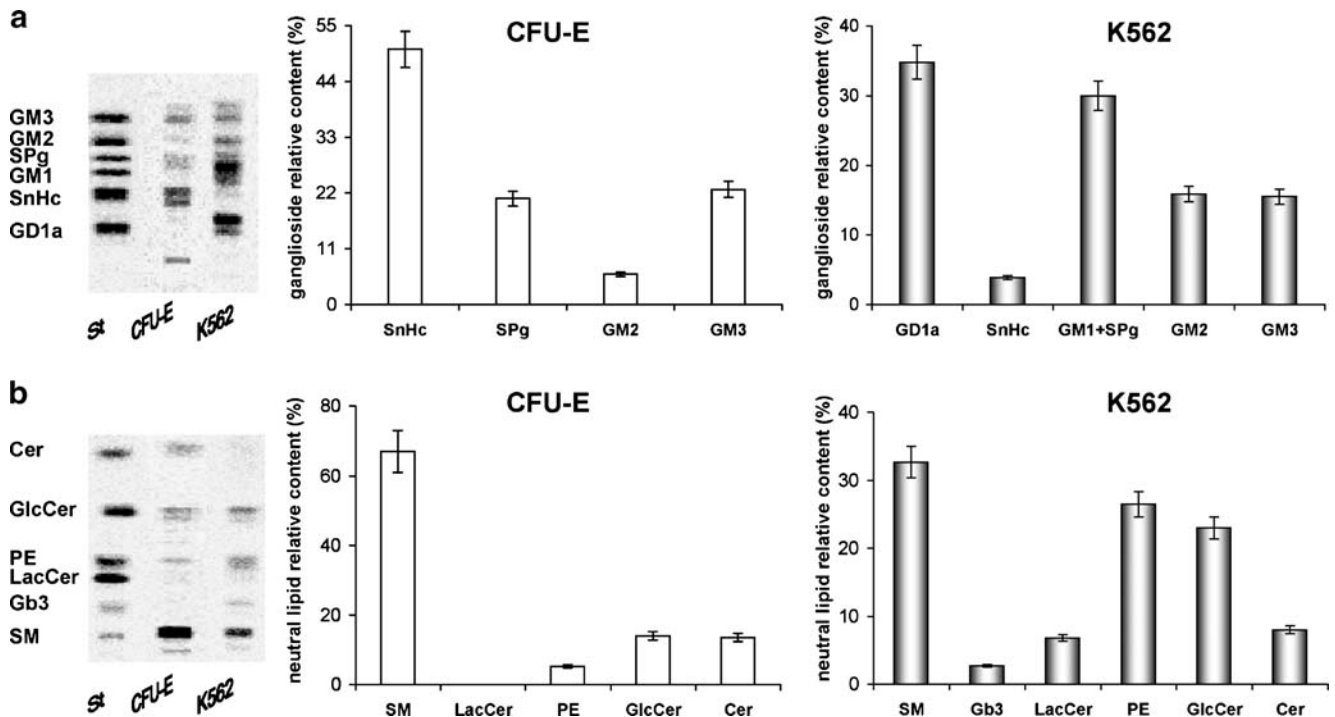 a
GM3
GM2
SPg
GM1
SnHc
GD1a
St
CFU-E
K562
CFU-E
ganglioside relative content (%)
55
44
33
22
11
0
SnHc SPg GM2 GM3
K562
ganglioside relative content (%)
40
30
20
10
0
GD1a SnHc GM1+SPg GM2 GM3
b
Cer
GlcCer
PE
LacCer
Gb3
SM
St
CFU-E
K562
CFU-E
neutral lipid relative content (%)
80
60
40
20
0
SM LacCer PE GlcCer Cer
K562
neutral lipid relative content (%)
40
30
20
10
0
SM Gb3 LacCer PE GlcCer Cer